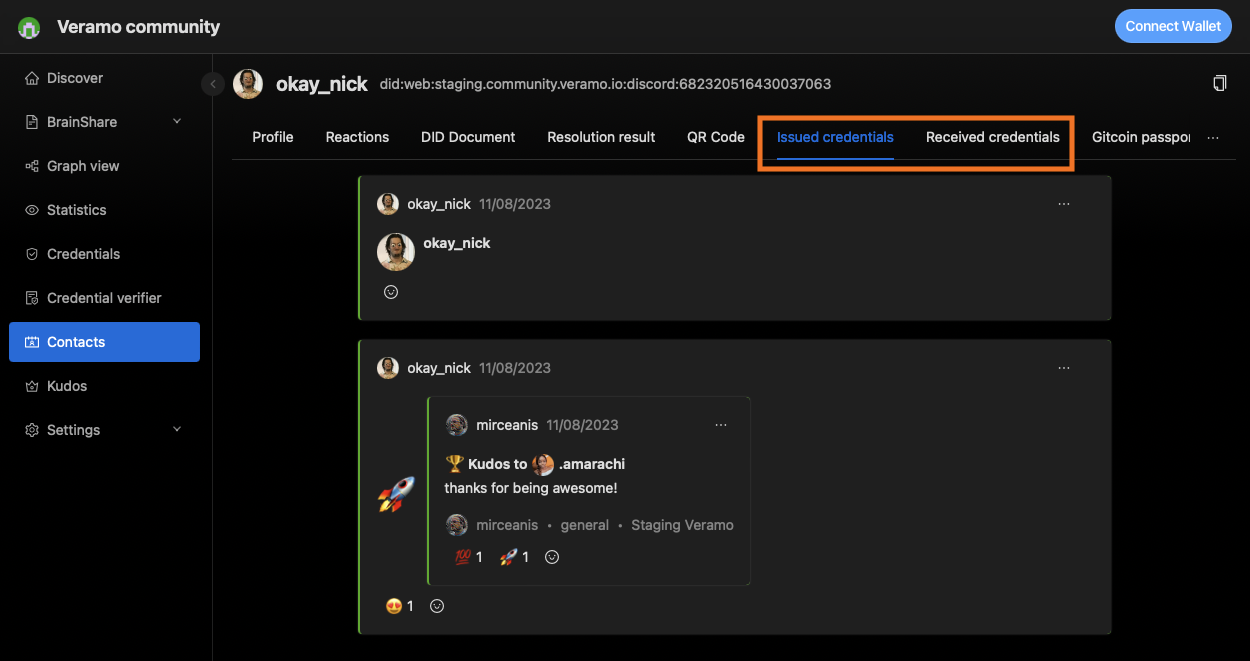 Veramo community
Connect Wallet
Discover
BrainShare
Graph view
Statistics
Credentials
Credential verifier
Contacts
Kudos
Settings
okay_nick did:web:staging.community.veramo.io:discord:682320516430037063
Profile Reactions DID Document Resolution result QR Code Issued credentials Received credentials Gitcoin passpor ...
okay_nick 11/08/2023 ...
okay_nick
okay_nick 11/08/2023 ...
mirceanis 11/08/2023 ...
🏆 Kudos to .amarachi
thanks for being awesome!
mirceanis • general • Staging Veramo
💯 1 🚀 1
😍 1